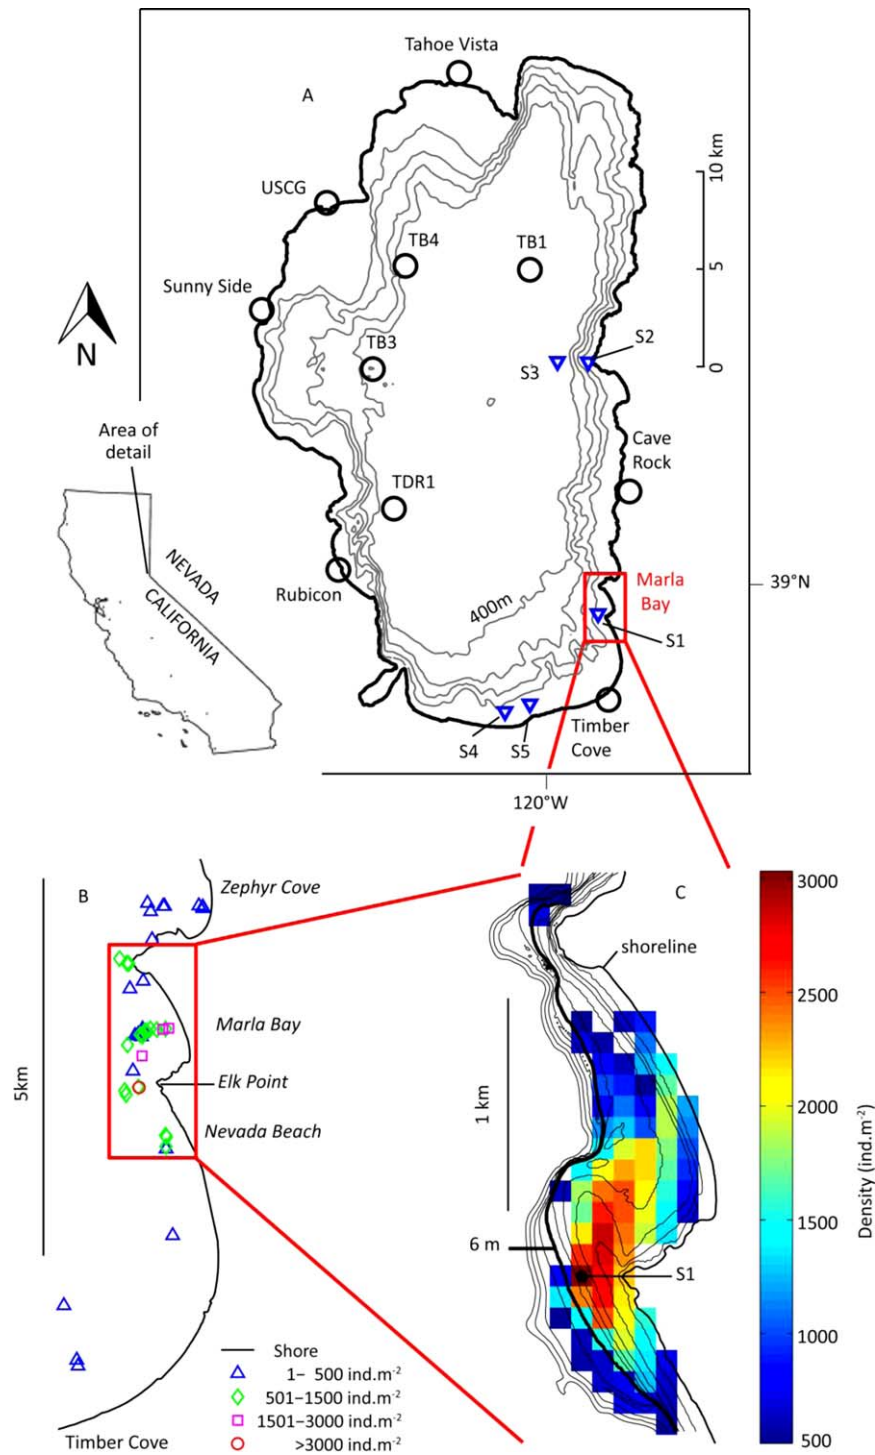 Tahoe Vista
A
USCG
TB4
TB1
10 km
5
0
Sunny Side
S2
N
TB3
S3
Area of
detail
Cave
Rock
TDR1
NEVADA
CALIFORNIA
Rubicon
400m
Marla
Bay
39°N
S1
S4
S5
Timber
Cove
120°W
B
Zephyr Cove
Marla Bay
Elk Point
Nevada Beach
5km
Shore
1− 500 ind.m-2
501−1500 ind.m-2
1501−3000 ind.m-2
>3000 ind.m-2
Timber Cove
C
shoreline
1 km
6 m
S1
3000
2500
2000
1500
1000
500
Density (ind.m-2)